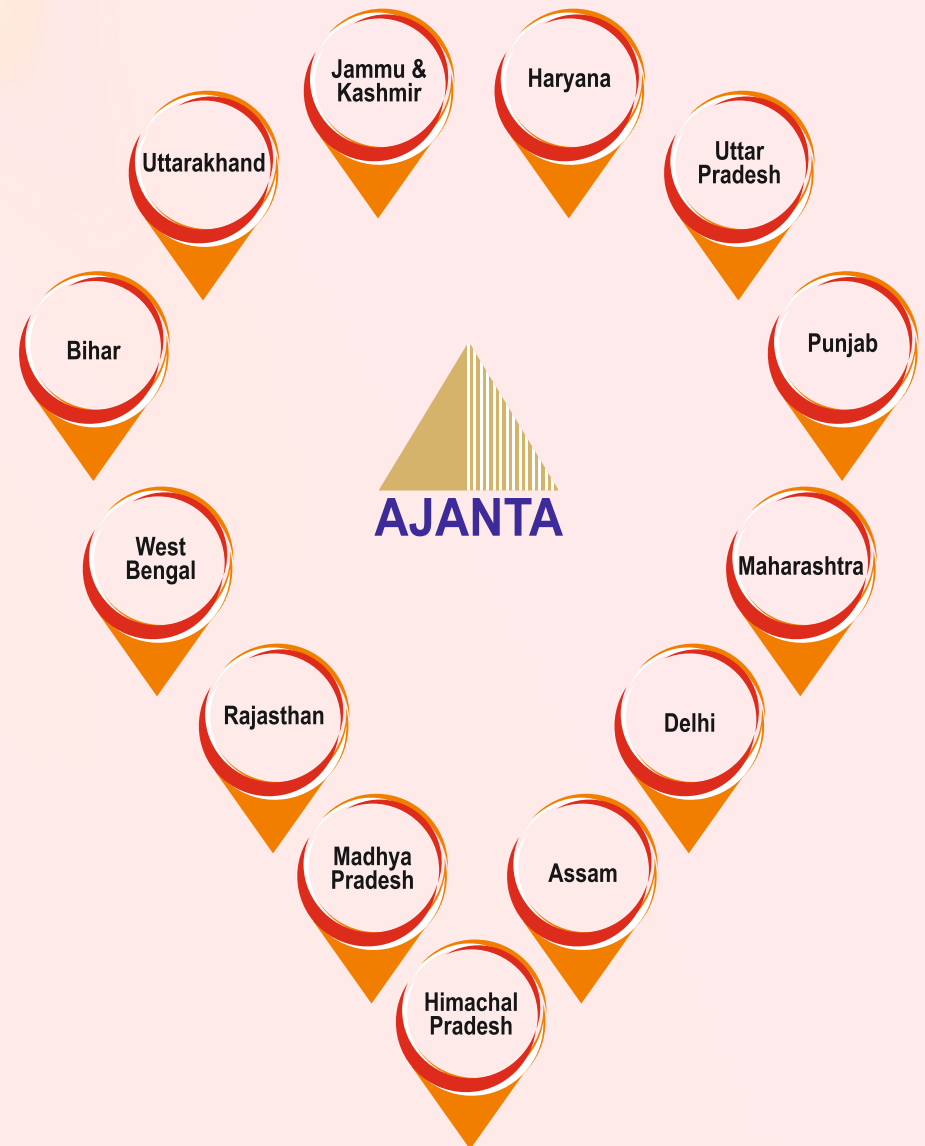 Jammu &
Kashmir
Haryana
Uttarakhand
Uttar
Pradesh
Bihar
Punjab
AJANTA
West
Bengal
Maharashtra
Rajasthan
Delhi
Madhya
Pradesh
Assam
Himachal
Pradesh